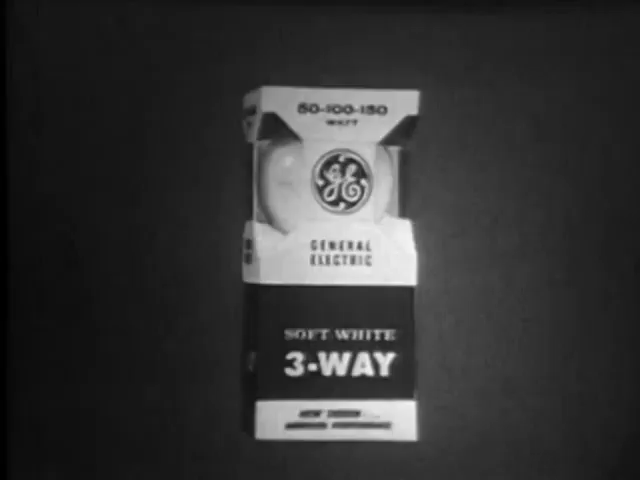 50-100-150
WATT
GE
GENERAL
ELECTRIC
SOFT WHITE
3-WAY